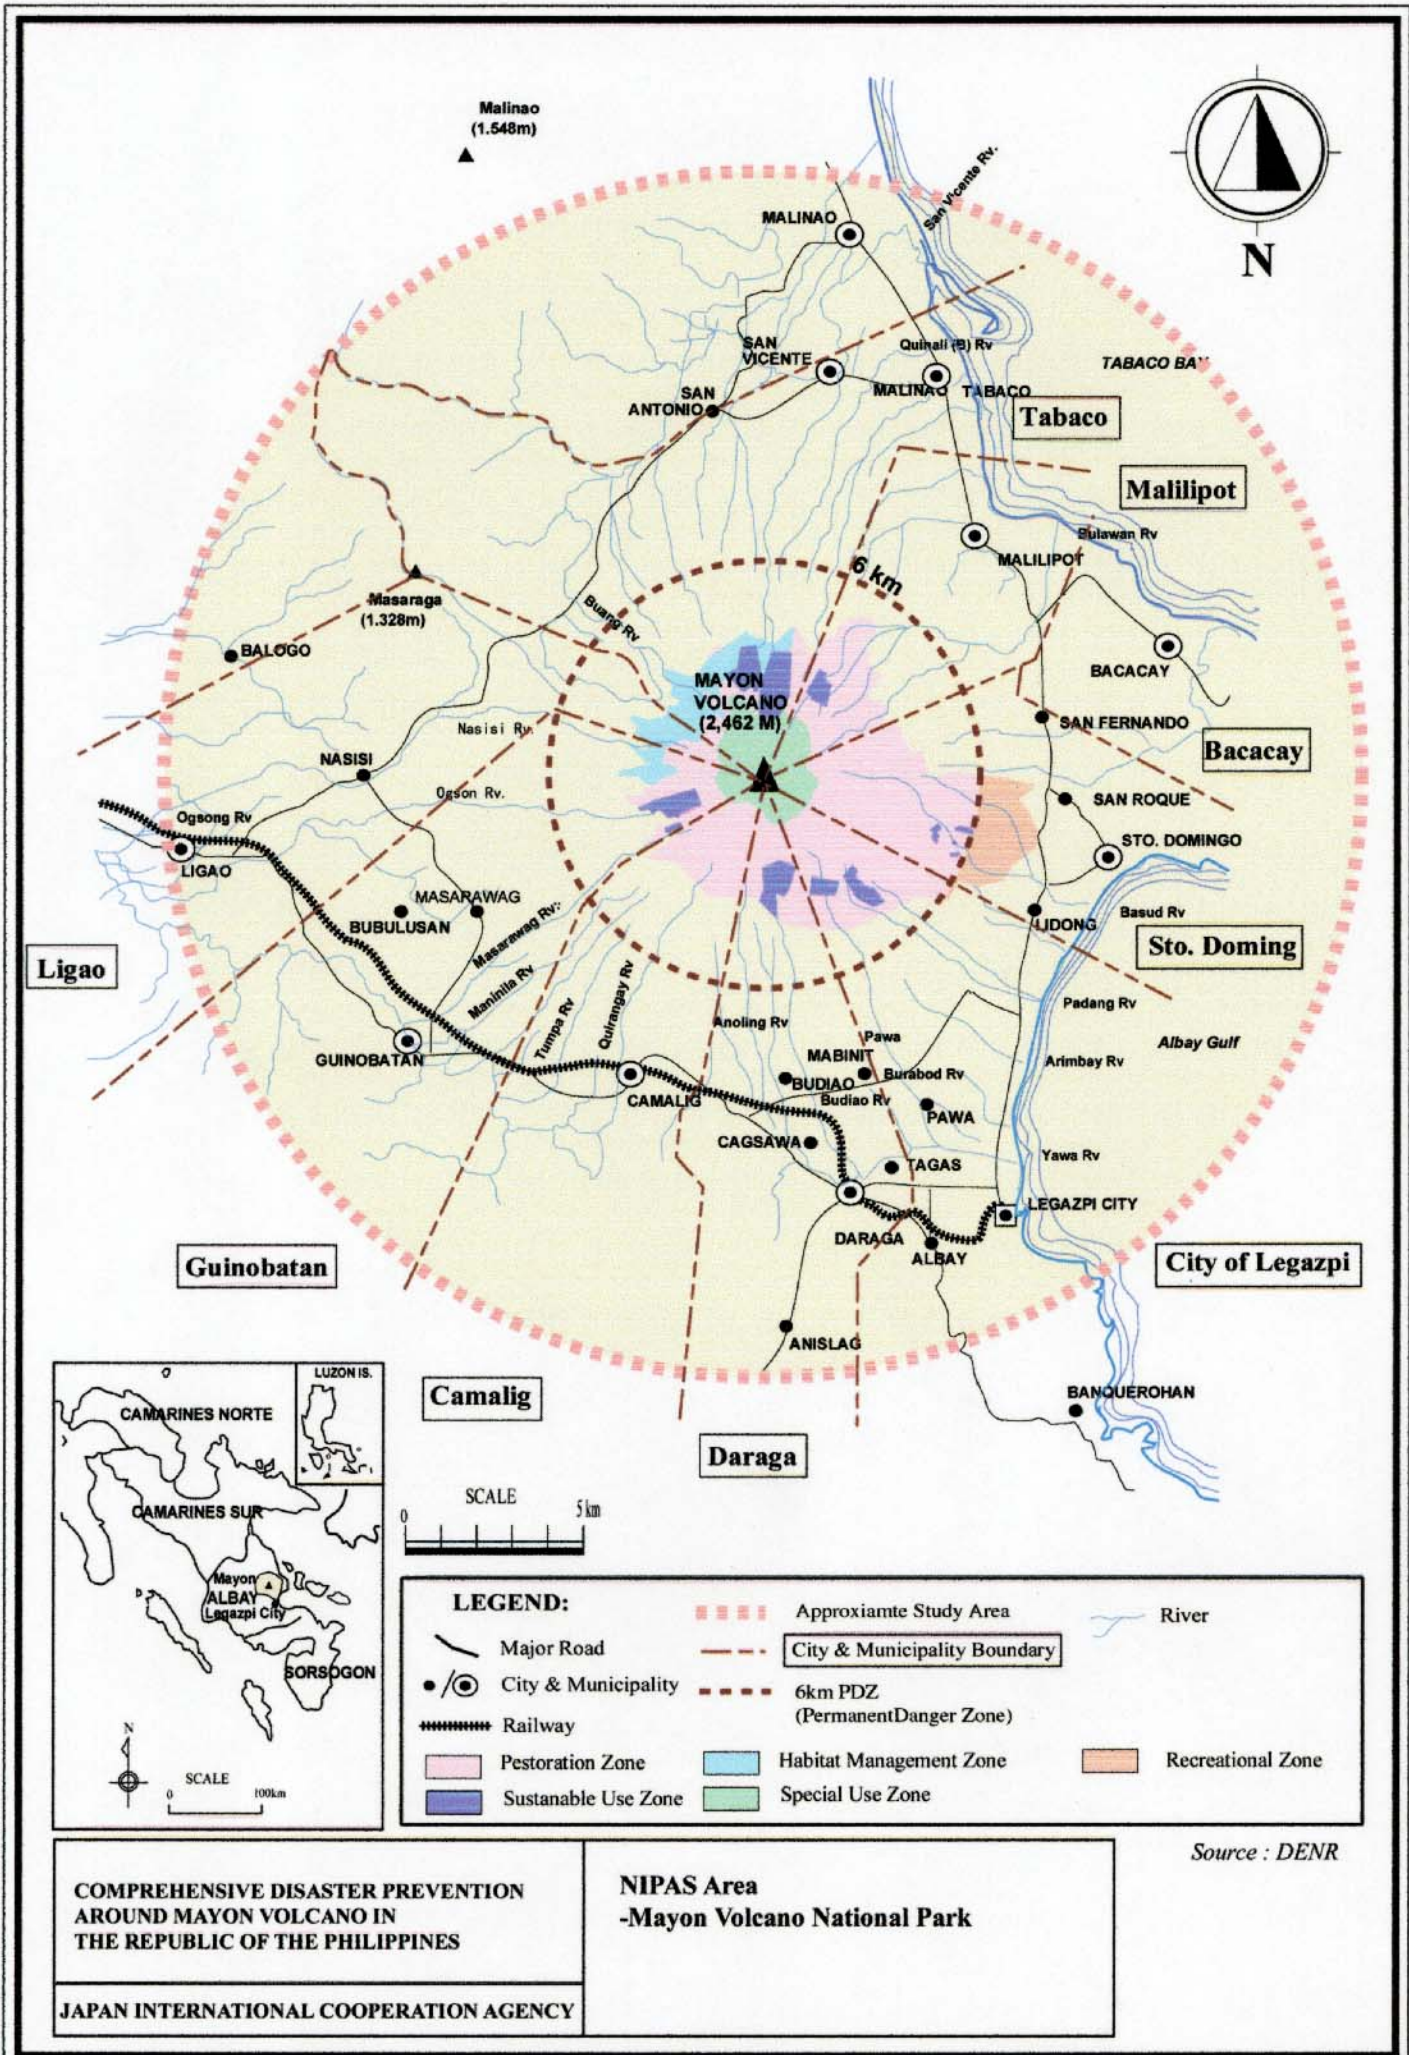 Malinao
(1.548m)
San Vicente Rv.
MALINAO
N
SAN
VICENTE
Quinali (B) Rv
TABACO BAY
SAN
ANTONIO
MALINAO
TABACO
Tabaco
Malilipot
Bulawan Rv
MALILIPOT
6 km
Masaraga
(1.328m)
Buang Rv
BALOGO
BACACAY
MAYON
VOLCANO
(2,462 M)
SAN FERNANDO
Nasisi Rv.
Bacacay
NASISI
Ogson Rv.
SAN ROQUE
Ogsong Rv
STO. DOMINGO
LIGAO
MASARAWAG
BUBULUSAN
Masarawag Rv.
LIDONG
Basud Rv
Sto. Doming
Ligao
Maninila Rv
Tumpa Rv
Quirangay Rv
Padang Rv
Anoling Rv
Pawa
Albay Gulf
GUINOBATAN
MABINIT
Arimbay Rv
BUDIAO
Burabod Rv
CAMALIG
Budiao Rv
PAWA
CAGSAWA
Yawa Rv
TAGAS
LEGAZPI CITY
DARAGA
ALBAY
Guinobatan
City of Legazpi
ANISLAG
Camalig
BANQUEROHAN
Daraga
LUZON IS.
CAMARINES NORTE
CAMARINES SUR
Mayon
ALBAY
Legazpi City
SORSOGON
N
SCALE
0 100km
SCALE
0 5 km
LEGEND:
Major Road
City & Municipality
Railway
Approxiamte Study Area
City & Municipality Boundary
6km PDZ
(PermanentDanger Zone)
River
Pestoration Zone
Habitat Management Zone
Recreational Zone
Sustanable Use Zone
Special Use Zone
Source : DENR
COMPREHENSIVE DISASTER PREVENTION
AROUND MAYON VOLCANO IN
THE REPUBLIC OF THE PHILIPPINES
NIPAS Area
-Mayon Volcano National Park
JAPAN INTERNATIONAL COOPERATION AGENCY